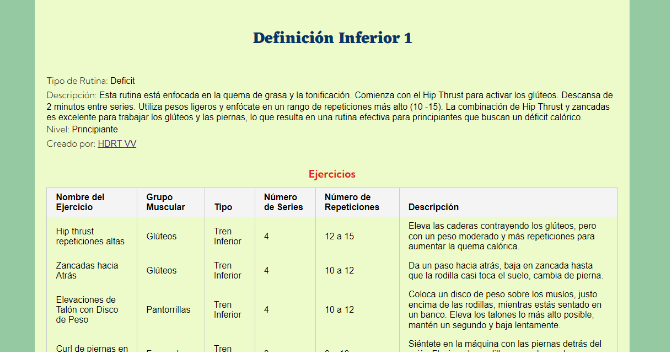 Definición Inferior 1
Tipo de Rutina: Deficit
Descripción: Esta rutina está enfocada en la quema de grasa y la tonificación. Comienza con el Hip Thrust para activar los glúteos. Descansa de
2 minutos entre series. Utiliza pesos ligeros y enfócate en un rango de repeticiones más alto (10 -15). La combinación de Hip Thrust y zancadas
es excelente para trabajar los glúteos y las piernas, lo que resulta en una rutina efectiva para principiantes que buscan un déficit calórico.
Nivel: Principiante
Creado por: HDRT VV
Ejercicios
Nombre del Ejercicio Grupo Muscular Tipo Número de Series Número de Repeticiones Descripción
Hip thrust repeticiones altas Glúteos Tren Inferior 4 12 a 15 Eleva las caderas contrayendo los glúteos, pero
con un peso moderado y más repeticiones para
aumentar la quema calórica.
Zancadas hacia Atrás Glúteos Tren Inferior 4 10 a 12 Da un paso hacia atrás, baja en zancada hasta
que la rodilla casi toca el suelo, cambia de pierna.
Elevaciones de Talón con Disco de Peso Pantorrillas Tren Inferior 4 10 a 12 Coloca un disco de peso sobre los muslos, justo
encima de las rodillas, mientras estás sentado en
un banco. Eleva los talones lo más alto posible,
mantén un segundo y baja lentamente.
Curl de piernas en Tren Siéntete en la máquina con las piernas detrás del